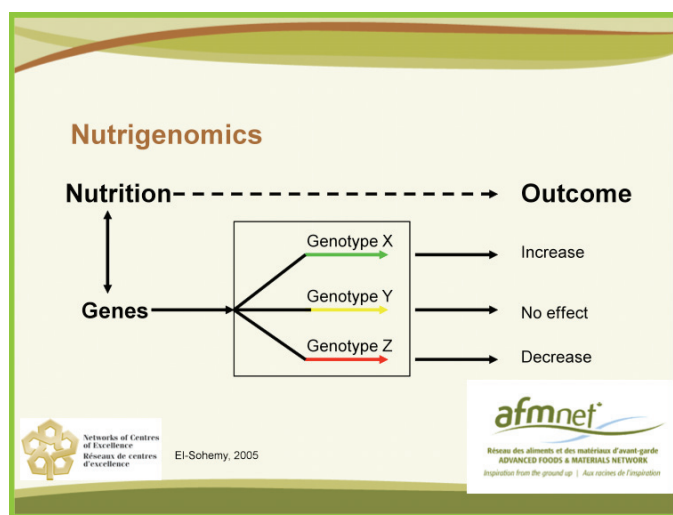 Nutrigenomics
Nutrition
Outcome
Genotype X
Increase
Genes
Genotype Y
No effect
Genotype Z
Decrease
Networks of Centres
of Excellence
Réseaux de centres
d'excellence
El-Sohemy, 2005
afmnet
Réseau des aliments et des matériaux d'avant-garde
ADVANCED FOODS & MATERIALS NETWORK
Inspiration from the ground up | Aux racines de l'inspiration